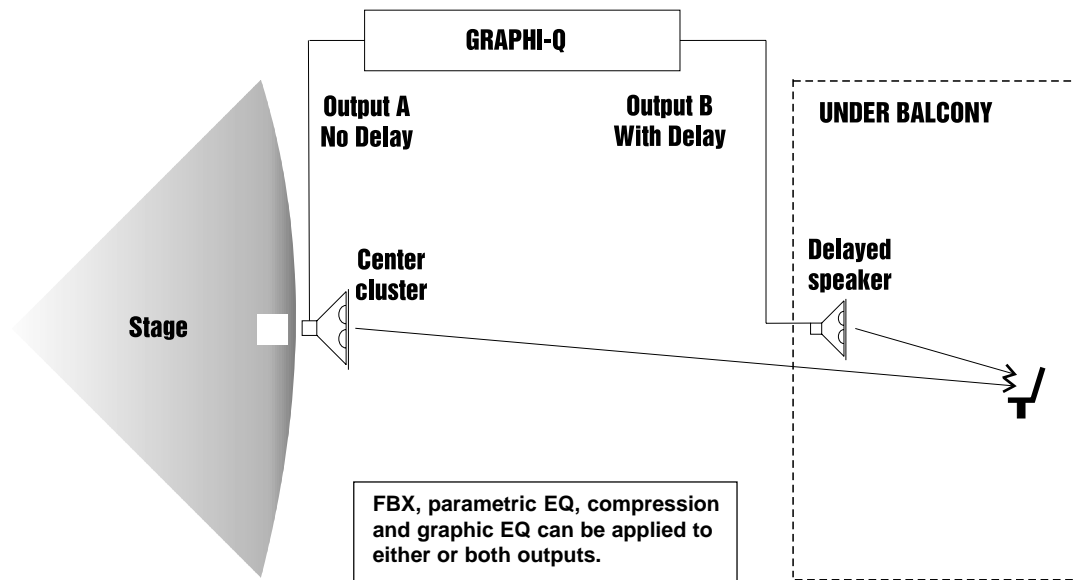 GRAPHI-Q
Output A
No Delay
Output B
With Delay
UNDER BALCONY
Center
cluster
Delayed
speaker
Stage
FBX, parametric EQ, compression
and graphic EQ can be applied to
either or both outputs.